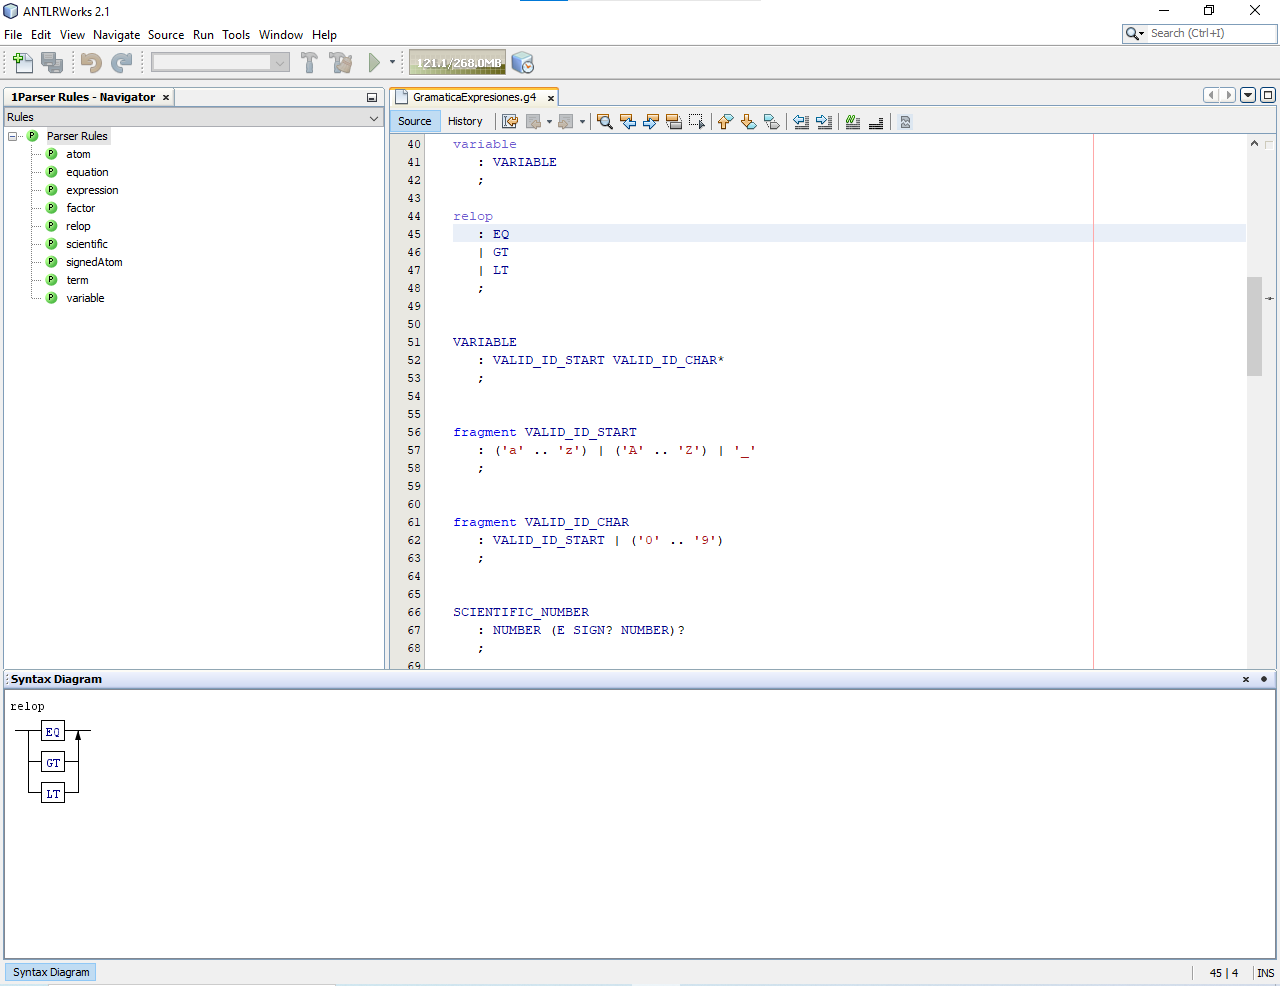 ANTLRWorks 2.1
File Edit View Navigate Source Run Tools Window Help
Search (Ctrl+I)
121.1/268.0MB
1Parser Rules - Navigator
Rules
Parser Rules
atom
equation
expression
factor
relop
scientific
signedAtom
term
variable
GramaticaExpresiones.g4
Source History
40 variable
41 : VARIABLE
42 ;
43
44 relop
45 : EQ
46 | GT
47 | LT
48 ;
49
50
51 VARIABLE
52 : VALID_ID_START VALID_ID_CHAR*
53 ;
54
55
56 fragment VALID_ID_START
57 : ('a' .. 'z') | ('A' .. 'Z') | '_'
58 ;
59
60
61 fragment VALID_ID_CHAR
62 : VALID_ID_START | ('0' .. '9')
63 ;
64
65
66 SCIENTIFIC_NUMBER
67 : NUMBER (E SIGN? NUMBER)?
68 ;
69
Syntax Diagram
relop
EQ
GT
LT
Syntax Diagram
45 | 4 INS